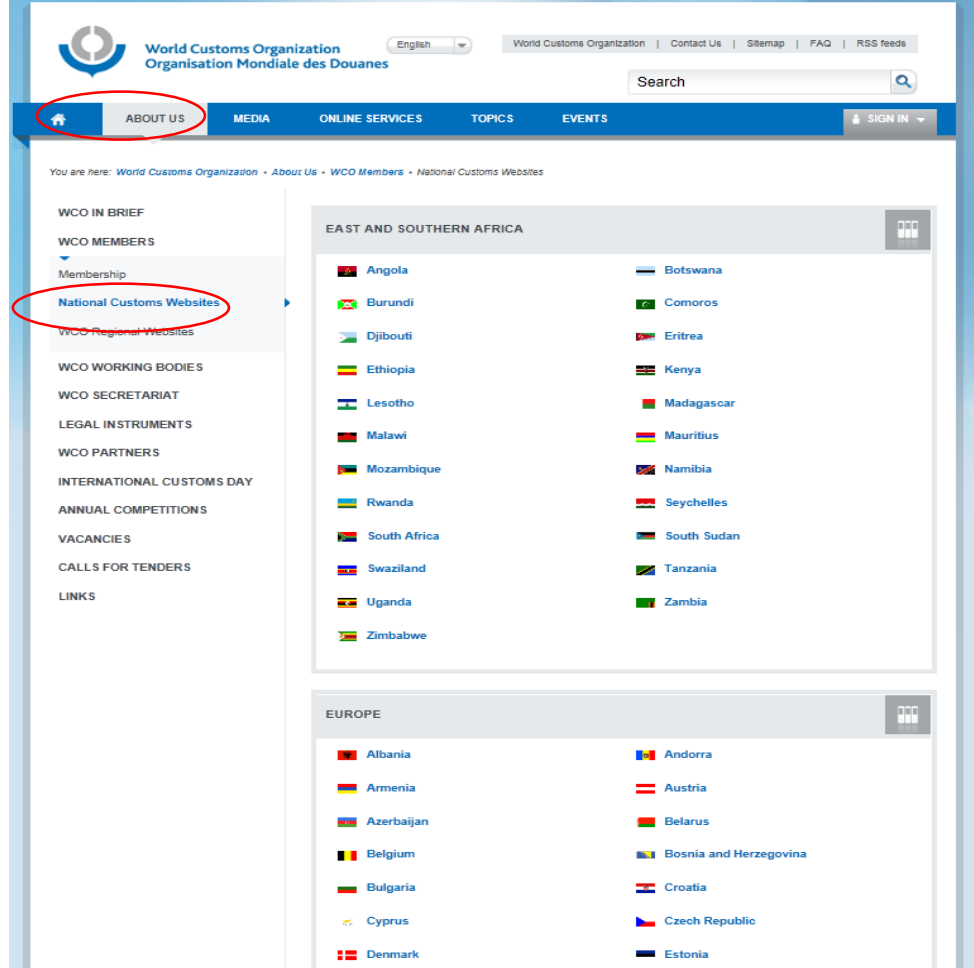 English
World Customs Organization | Contact Us | Sitemap | FAQ | RSS feeds
World Customs Organization
Organisation Mondiale des Douanes
Search
ABOUT US MEDIA ONLINE SERVICES TOPICS EVENTS SIGN IN
You are here: World Customs Organization • About Us • WCO Members • National Customs Websites
WCO IN BRIEF
WCO MEMBERS
Membership
National Customs Websites
WCO Regional Websites
WCO WORKING BODIES
WCO SECRETARIAT
LEGAL INSTRUMENTS
WCO PARTNERS
INTERNATIONAL CUSTOMS DAY
ANNUAL COMPETITIONS
VACANCIES
CALLS FOR TENDERS
LINKS
EAST AND SOUTHERN AFRICA
Angola Botswana
Burundi Comoros
Djibouti Eritrea
Ethiopia Kenya
Lesotho Madagascar
Malawi Mauritius
Mozambique Namibia
Rwanda Seychelles
South Africa South Sudan
Swaziland Tanzania
Uganda Zambia
Zimbabwe
EUROPE
Albania Andorra
Armenia Austria
Azerbaijan Belarus
Belgium Bosnia and Herzegovina
Bulgaria Croatia
Cyprus Czech Republic
Denmark Estonia